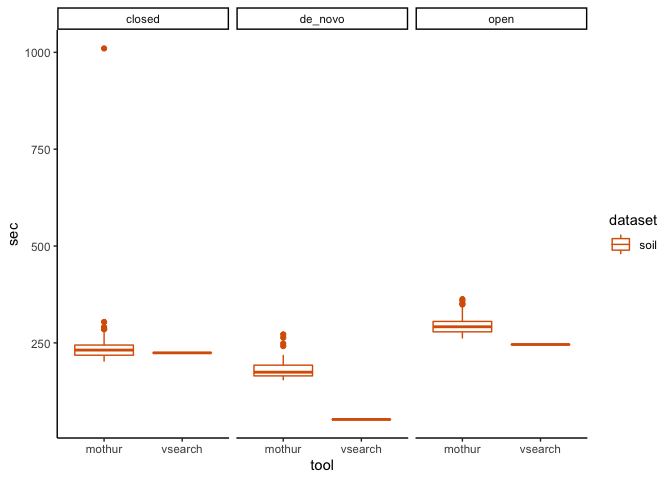 closed de_novo open
1000
750
500
250
sec
mothur vsearch mothur vsearch mothur vsearch
tool
dataset
soil